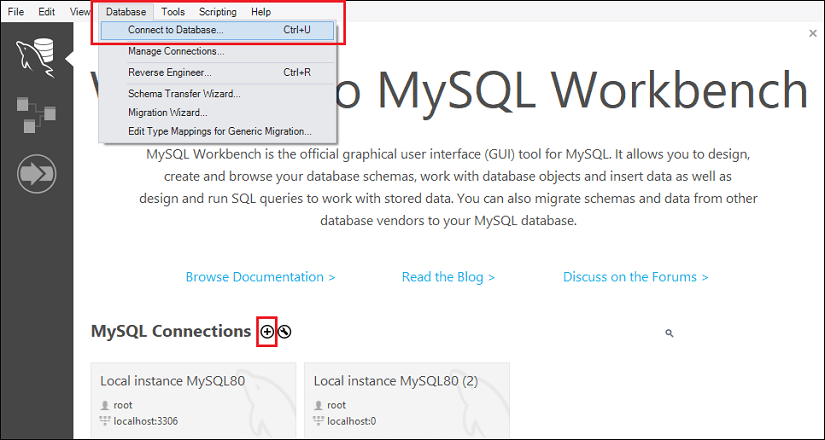 File Edit View Database Tools Scripting Help
Connect to Database... Ctrl+U
Manage Connections...
Reverse Engineer... Ctrl+R
Schema Transfer Wizard...
Migration Wizard...
Edit Type Mappings for Generic Migration...
W o MySQL Workbench
MySQL Workbench is the official graphical user interface (GUI) tool for MySQL. It allows you to design,
create and browse your database schemas, work with database objects and insert data as well as
design and run SQL queries to work with stored data. You can also migrate schemas and data from other
database vendors to your MySQL database.
Browse Documentation > Read the Blog > Discuss on the Forums >
MySQL Connections
Local instance MySQL80 Local instance MySQL80 (2)
root root
localhost:3306 localhost:0